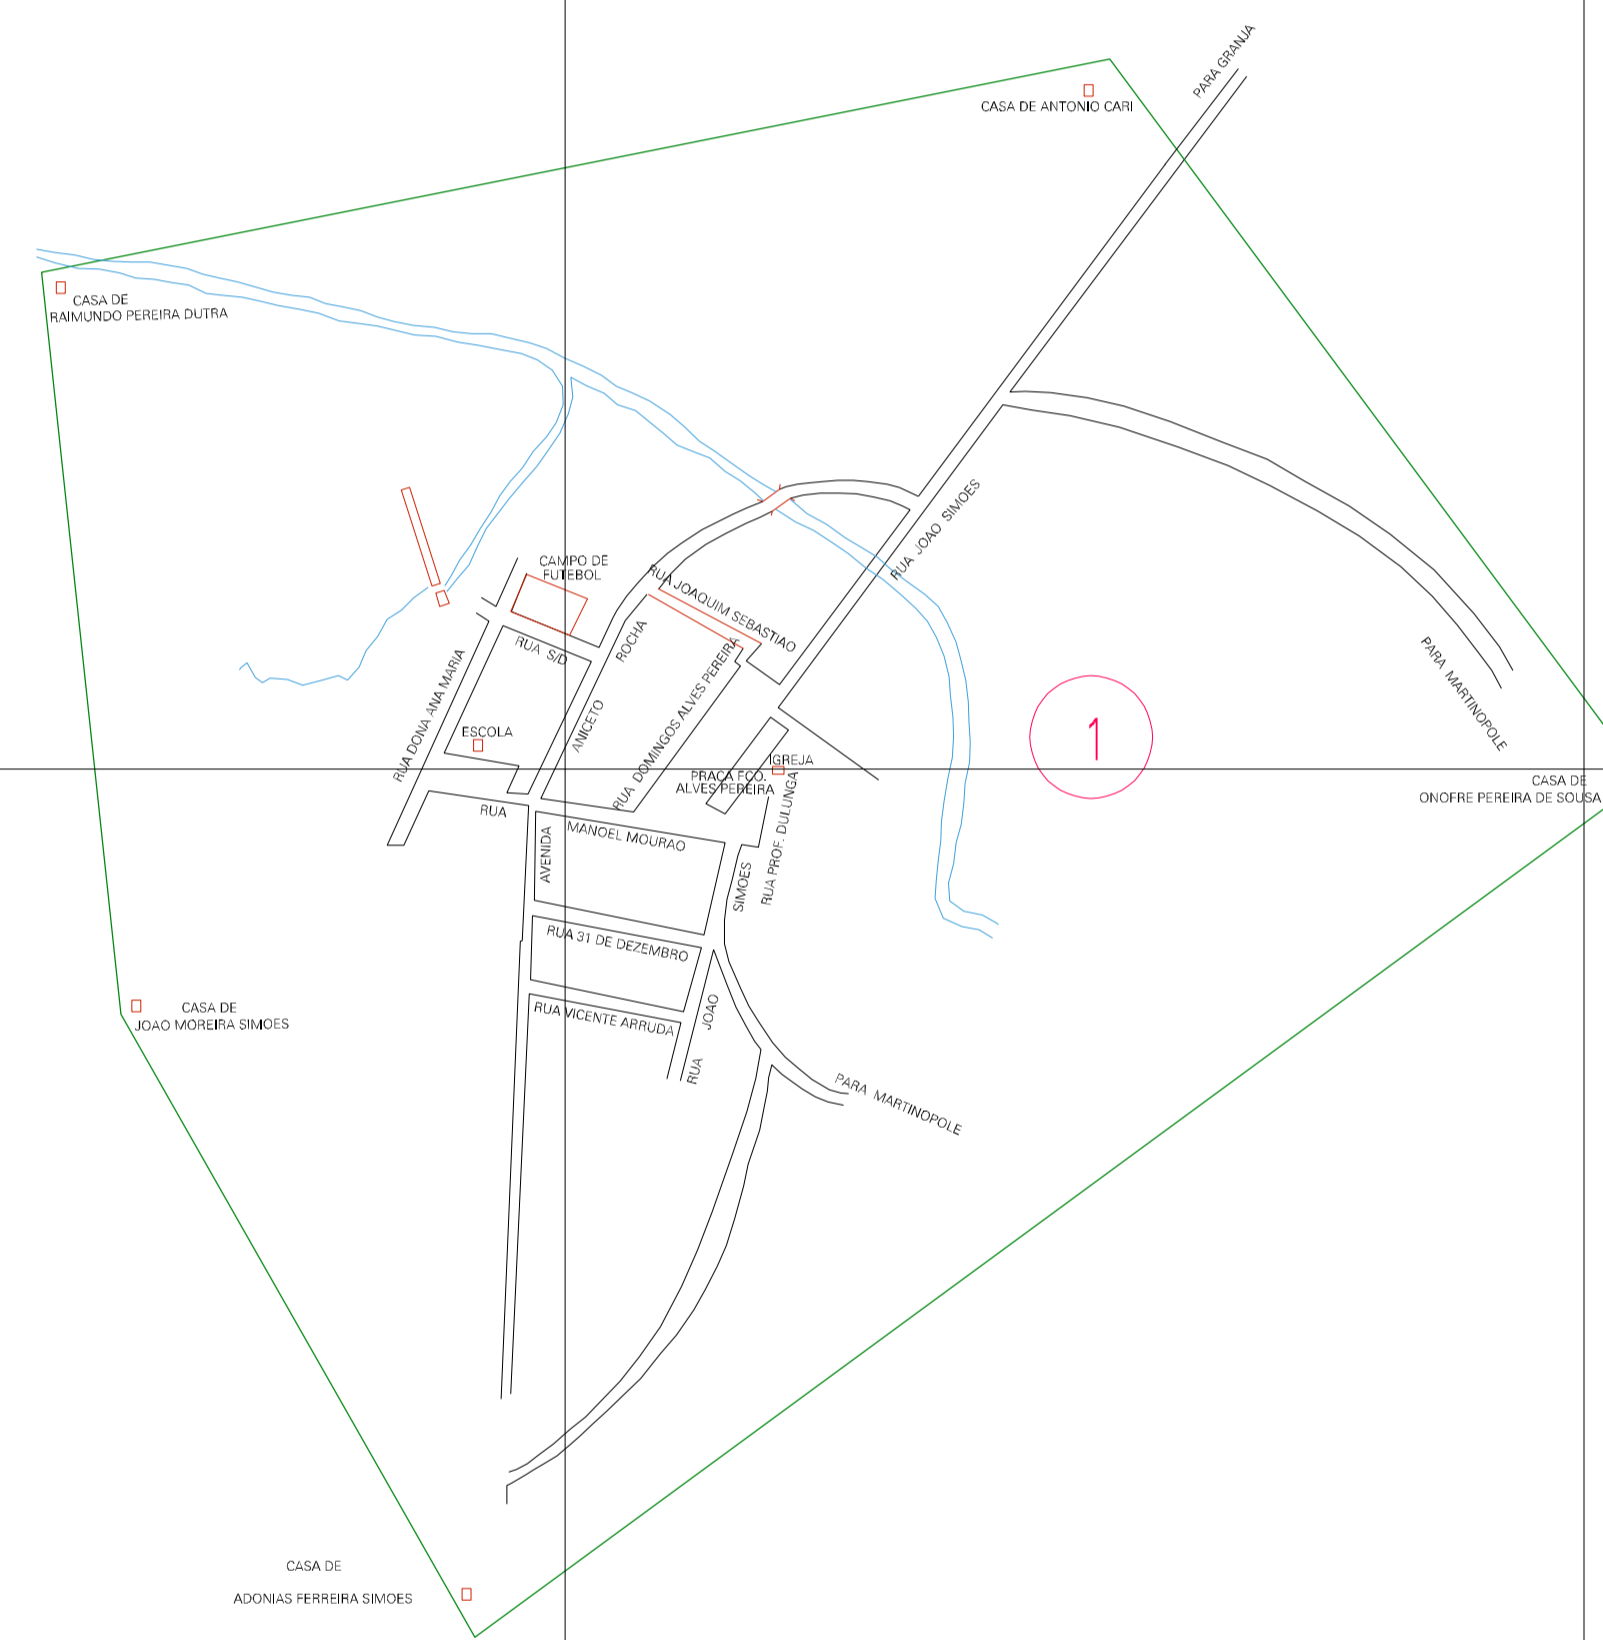 PARA GRANJA
CASA DE ANTONIO CARI
CASA DE
RAIMUNDO PEREIRA DUTRA
RUA JOAO SIMOES
CAMPO DE
FUTEBOL
RUA JOAQUIM SEBASTIAO
RUA S/D
ROCHA
ANICETO
RUA DONA ANA MARIA
RUA DOMINGOS ALVES PEREIRA
PARA MARTINOPOLE
1
ESCOLA
IGREJA
PRACA FCO.
ALVES PEREIRA
CASA DE
ONOFRE PEREIRA DE SOUSA
RUA
MANOEL MOURAO
AVENIDA
SIMOES
RUA PROF. DULUNGA
RUA 31 DE DEZEMBRO
RUA VICENTE ARRUDA
JOAO
RUA
CASA DE
JOAO MOREIRA SIMOES
PARA MARTINOPOLE
CASA DE
ADONIAS FERREIRA SIMOES